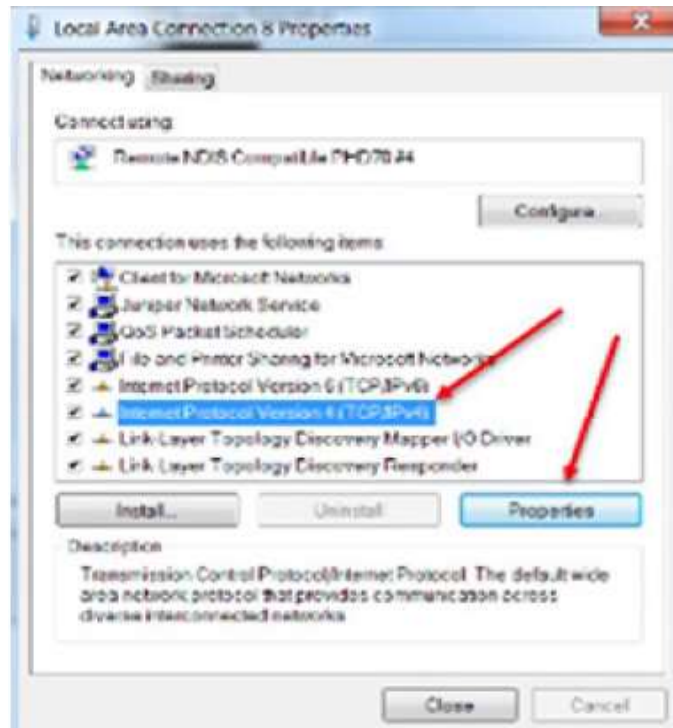 Local Area Connection 8 Properties
Networking
Sharing
Connect using:
Remote NDIS Compatible PHD70 #4
Configure...
This connection uses the following items:
Client for Microsoft Networks
Juniper Network Service
QoS Packet Scheduler
File and Printer Sharing for Microsoft Networks
Internet Protocol Version 6 (TCP/IPv6)
Internet Protocol Version 4 (TCP/IPv4)
Link-Layer Topology Discovery Mapper I/O Driver
Link-Layer Topology Discovery Responder
Install...
Uninstall
Properties
Description
Transmission Control Protocol/Internet Protocol. The default wide
area network protocol that provides communication across
diverse interconnected networks.
Close
Cancel